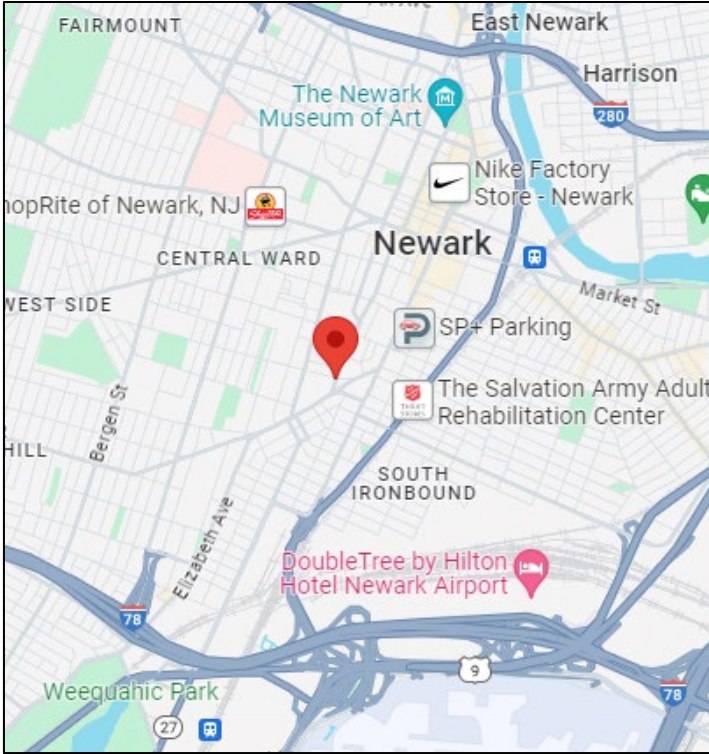 FAIRMOUNT
East Newark
Harrison
The Newark
Museum of Art
280
Nike Factory
Store - Newark
hopRite of Newark, NJ
Newark
CENTRAL WARD
Market St
WEST SIDE
SP+ Parking
The Salvation Army Adult
Rehabilitation Center
Bergen St
HILL
SOUTH
IRONBOUND
Elizabeth Ave
DoubleTree by Hilton
Hotel Newark Airport
78
9
78
Weequahic Park
27